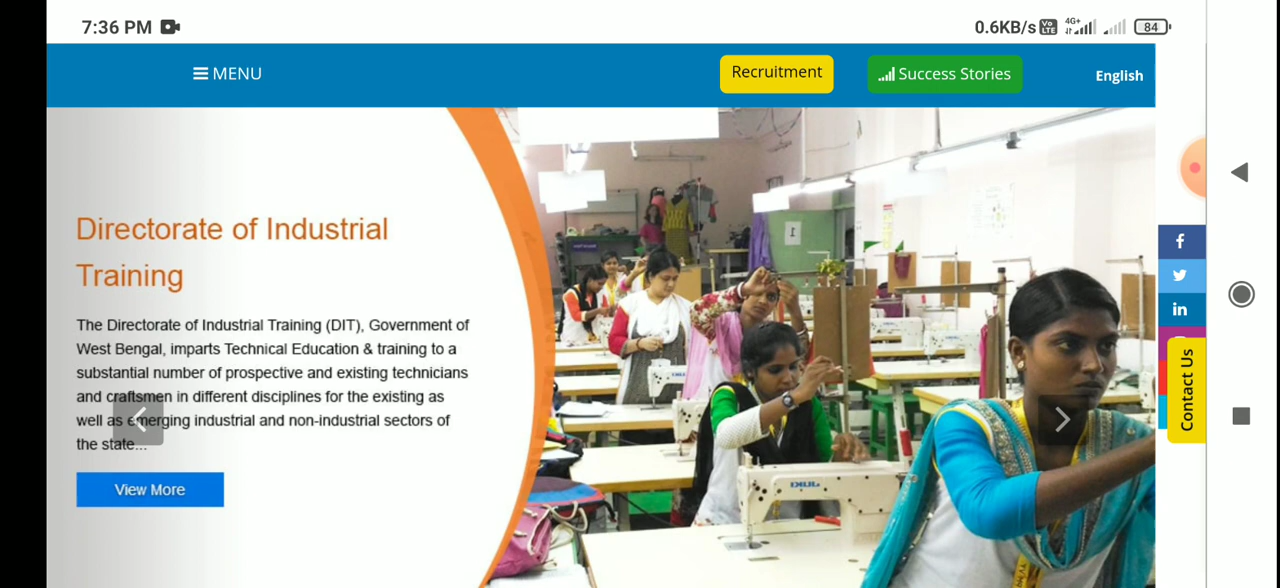 7:36 PM
0.6KB/s Vo LTE 4G+ 84
MENU
Recruitment
Success Stories
English
Directorate of Industrial
Training
The Directorate of Industrial Training (DIT), Government of
West Bengal, imparts Technical Education & training to a
substantial number of prospective and existing technicians
and craftsmen in different disciplines for the existing as
well as emerging industrial and non-industrial sectors of
the state...
View More
Contact Us